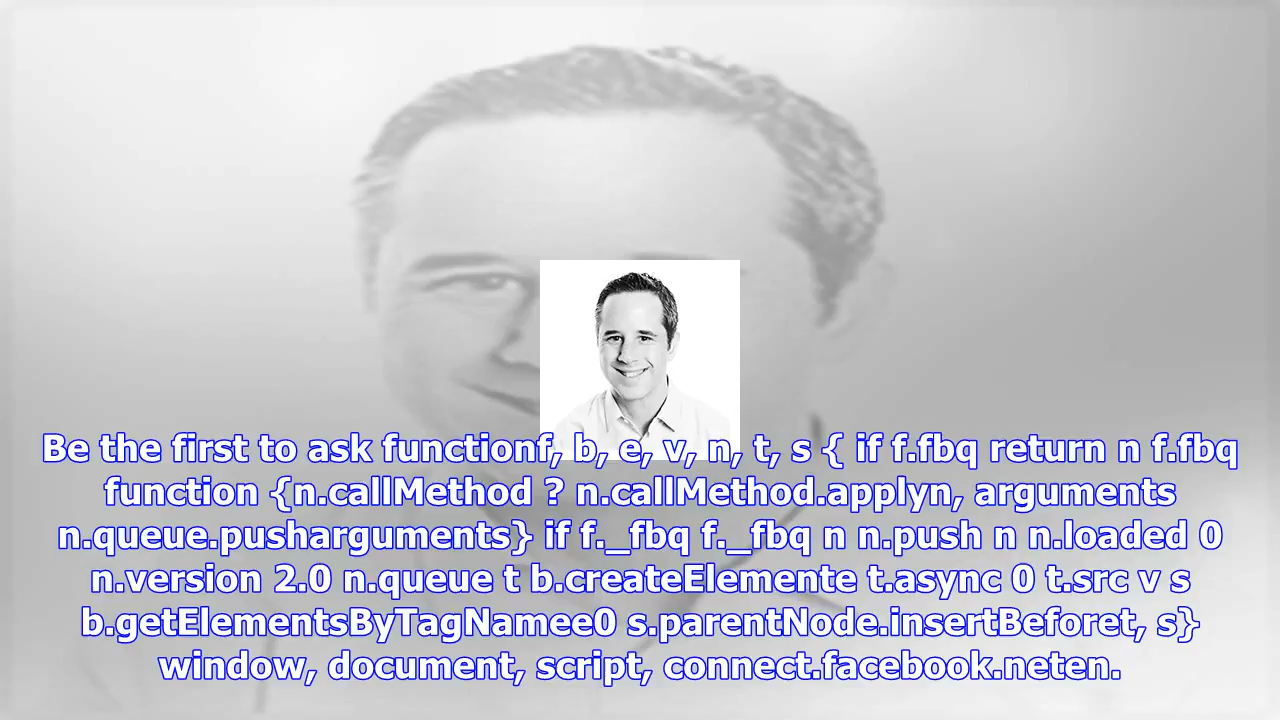 Be the first to ask functionf, b, e, v, n, t, s { if f.fbq return n f.fbq
function {n.callMethod ? n.callMethod.applyn, arguments
n.queue.pusharguments} if f._fbq f._fbq n n.push n n.loaded 0
n.version 2.0 n.queue t b.createElemente t.async 0 t.src v s
b.getElementsByTagNamee0 s.parentNode.insertBeforet, s}
window, document, script, connect.facebook.neten.